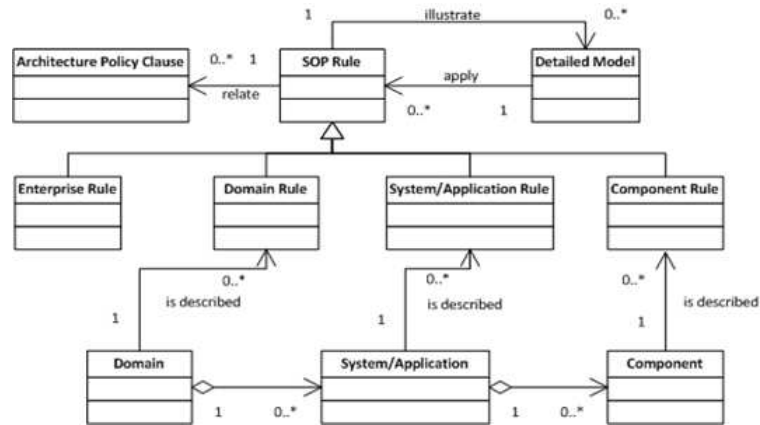 1 illustrate 0..*
Architecture Policy Clause 0..* 1 SOP Rule Detailed Model
apply
relate 0..* 1
Enterprise Rule Domain Rule System/Application Rule Component Rule
0..* 0..* 0..*
is described is described is described
1 1 1
Domain System/Application Component
1 0..* 1 0..*